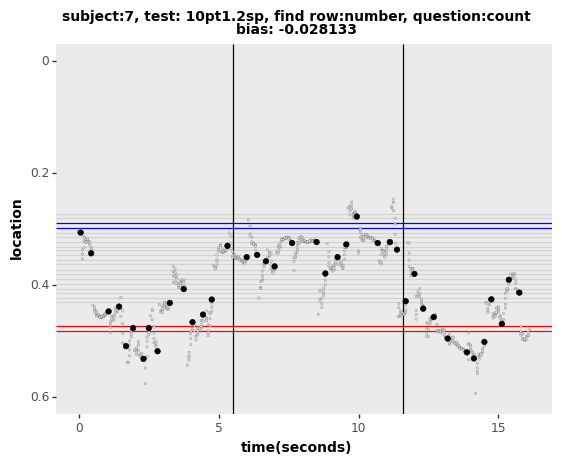 subject:7, test: 10pt1.2sp, find row:number, question:count
bias: -0.028133
0
0.2
0.4
0.6
location
0
5
10
15
time(seconds)